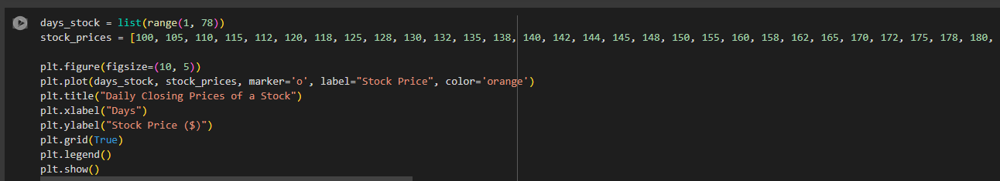 days_stock = list(range(1, 78))
stock_prices = [100, 105, 110, 115, 112, 120, 118, 125, 128, 130, 132, 135, 138, 140, 142, 144, 145, 148, 150, 155, 160, 158, 162, 165, 170, 172, 175, 178, 180,
plt.figure(figsize=(10, 5))
plt.plot(days_stock, stock_prices, marker='o', label="Stock Price", color='orange')
plt.title("Daily Closing Prices of a Stock")
plt.xlabel("Days")
plt.ylabel("Stock Price ($)")
plt.grid(True)
plt.legend()
plt.show()